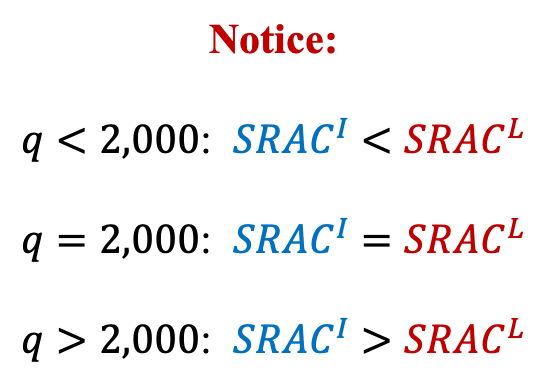 Notice:
q < 2,000: SRAC^I < SRAC^L
q = 2,000: SRAC^I = SRAC^L
q > 2,000: SRAC^I > SRAC^L